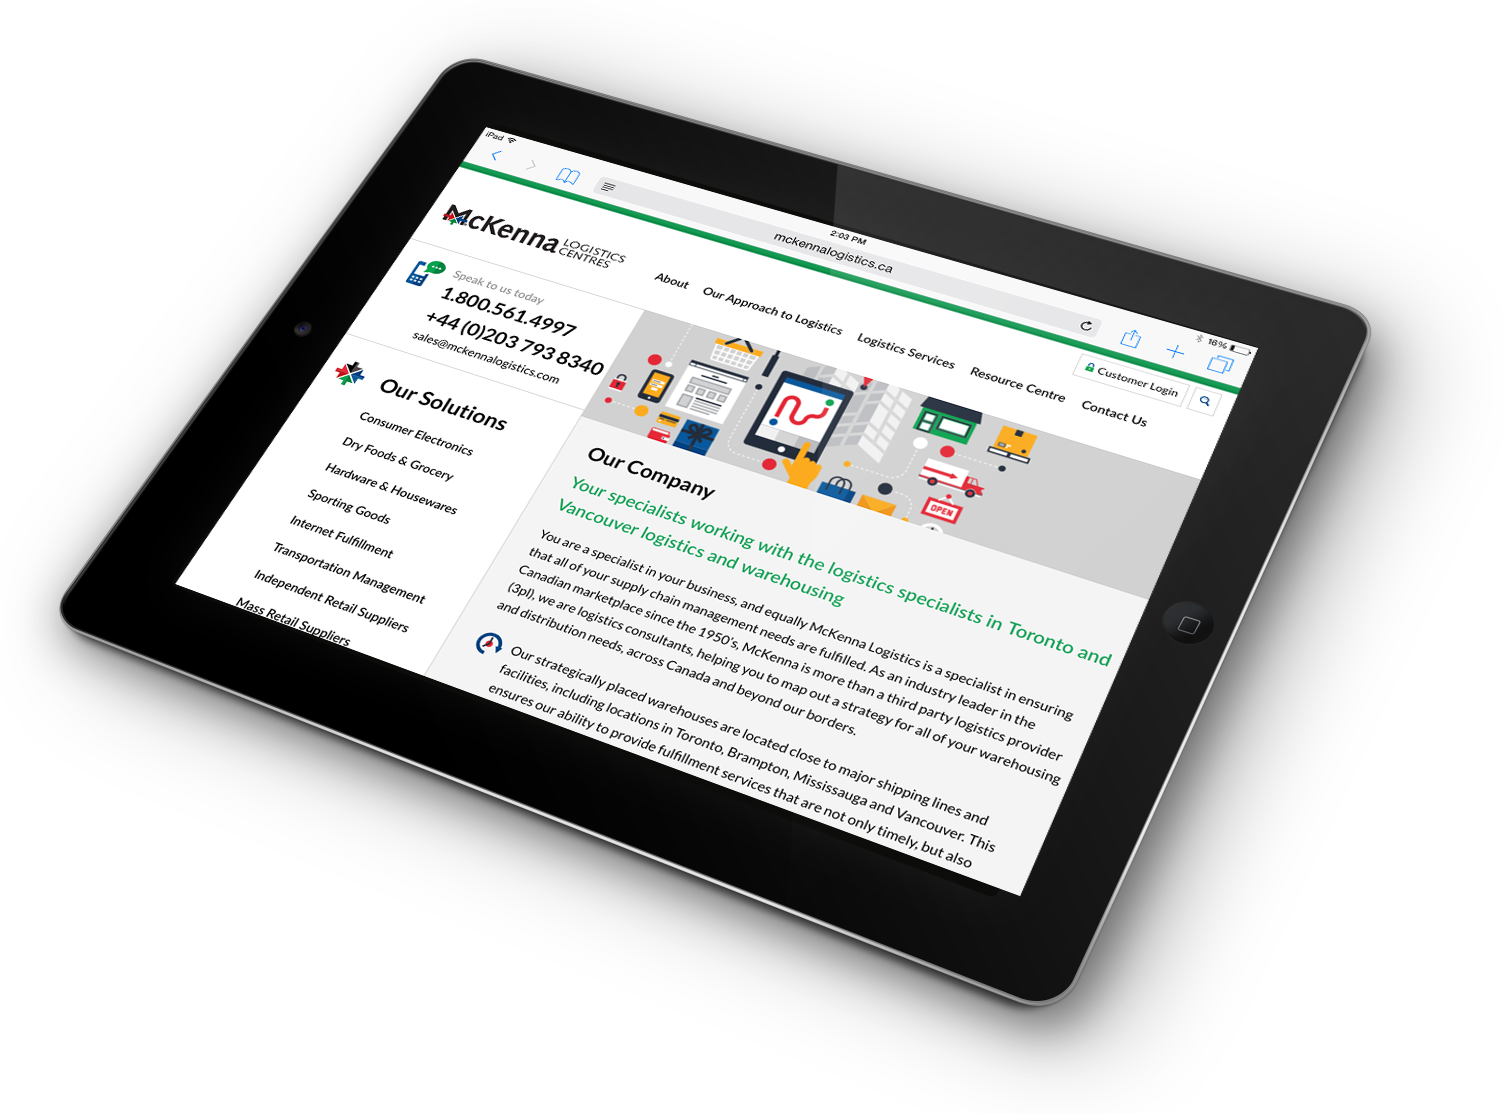 iPad
2:03 PM
16%
mckennalogistics.ca
McKenna LOGISTICS CENTRES
Customer Login
About
Our Approach to Logistics
Logistics Services
Resource Centre
Contact Us
Speak to us today
1.800.561.4997
+44 (0)203 793 8340
sales@mckennalogistics.com
Our Solutions
Consumer Electronics
Dry Foods & Grocery
Hardware & Housewares
Sporting Goods
Internet Fulfillment
Transportation Management
Independent Retail Suppliers
Mass Retail Suppliers
OPEN
Our Company
Your specialists working with the logistics specialists in Toronto and
Vancouver logistics and warehousing
You are a specialist in your business, and equally McKenna Logistics is a specialist in ensuring
that all of your supply chain management needs are fulfilled. As an industry leader in the
Canadian marketplace since the 1950's, McKenna is more than a third party logistics provider
(3pl), we are logistics consultants, helping you to map out a strategy for all of your warehousing
and distribution needs, across Canada and beyond our borders.
Our strategically placed warehouses are located close to major shipping lines and
facilities, including locations in Toronto, Brampton, Mississauga and Vancouver. This
ensures our ability to provide fulfillment services that are not only timely, but also